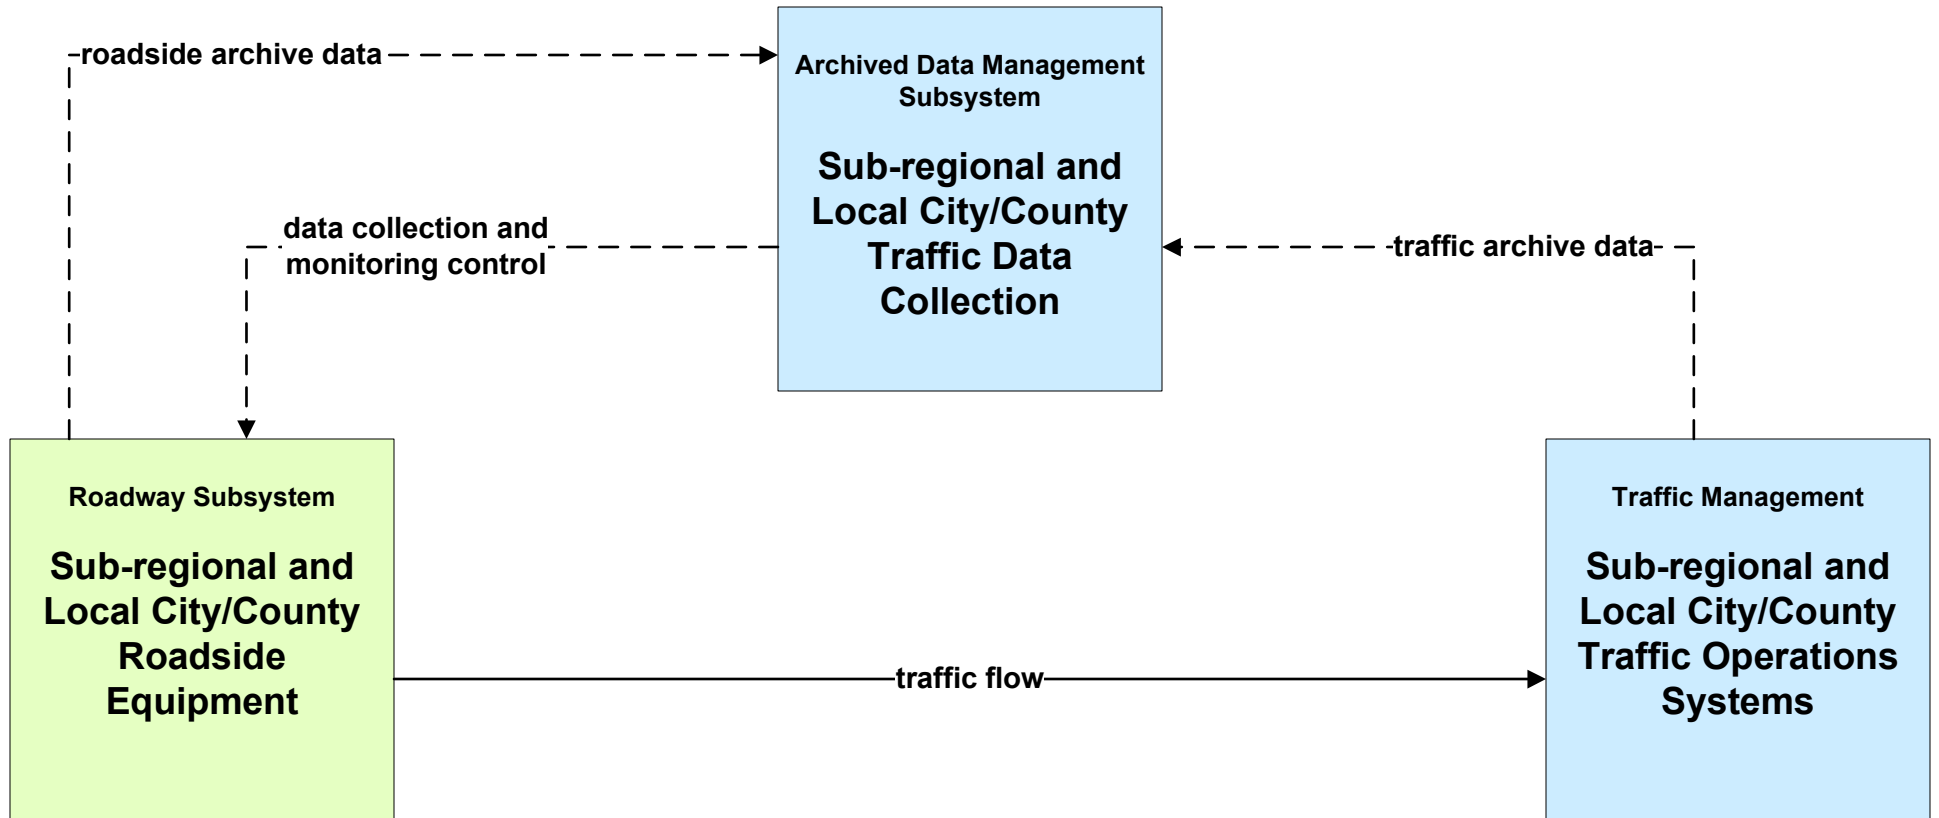 roadside archive data
Archived Data Management
Subsystem
Sub-regional and
Local City/County
Traffic Data
Collection
data collection and
monitoring control
traffic archive data
Roadway Subsystem
Sub-regional and
Local City/County
Roadside
Equipment
traffic flow
Traffic Management
Sub-regional and
Local City/County
Traffic Operations
Systems